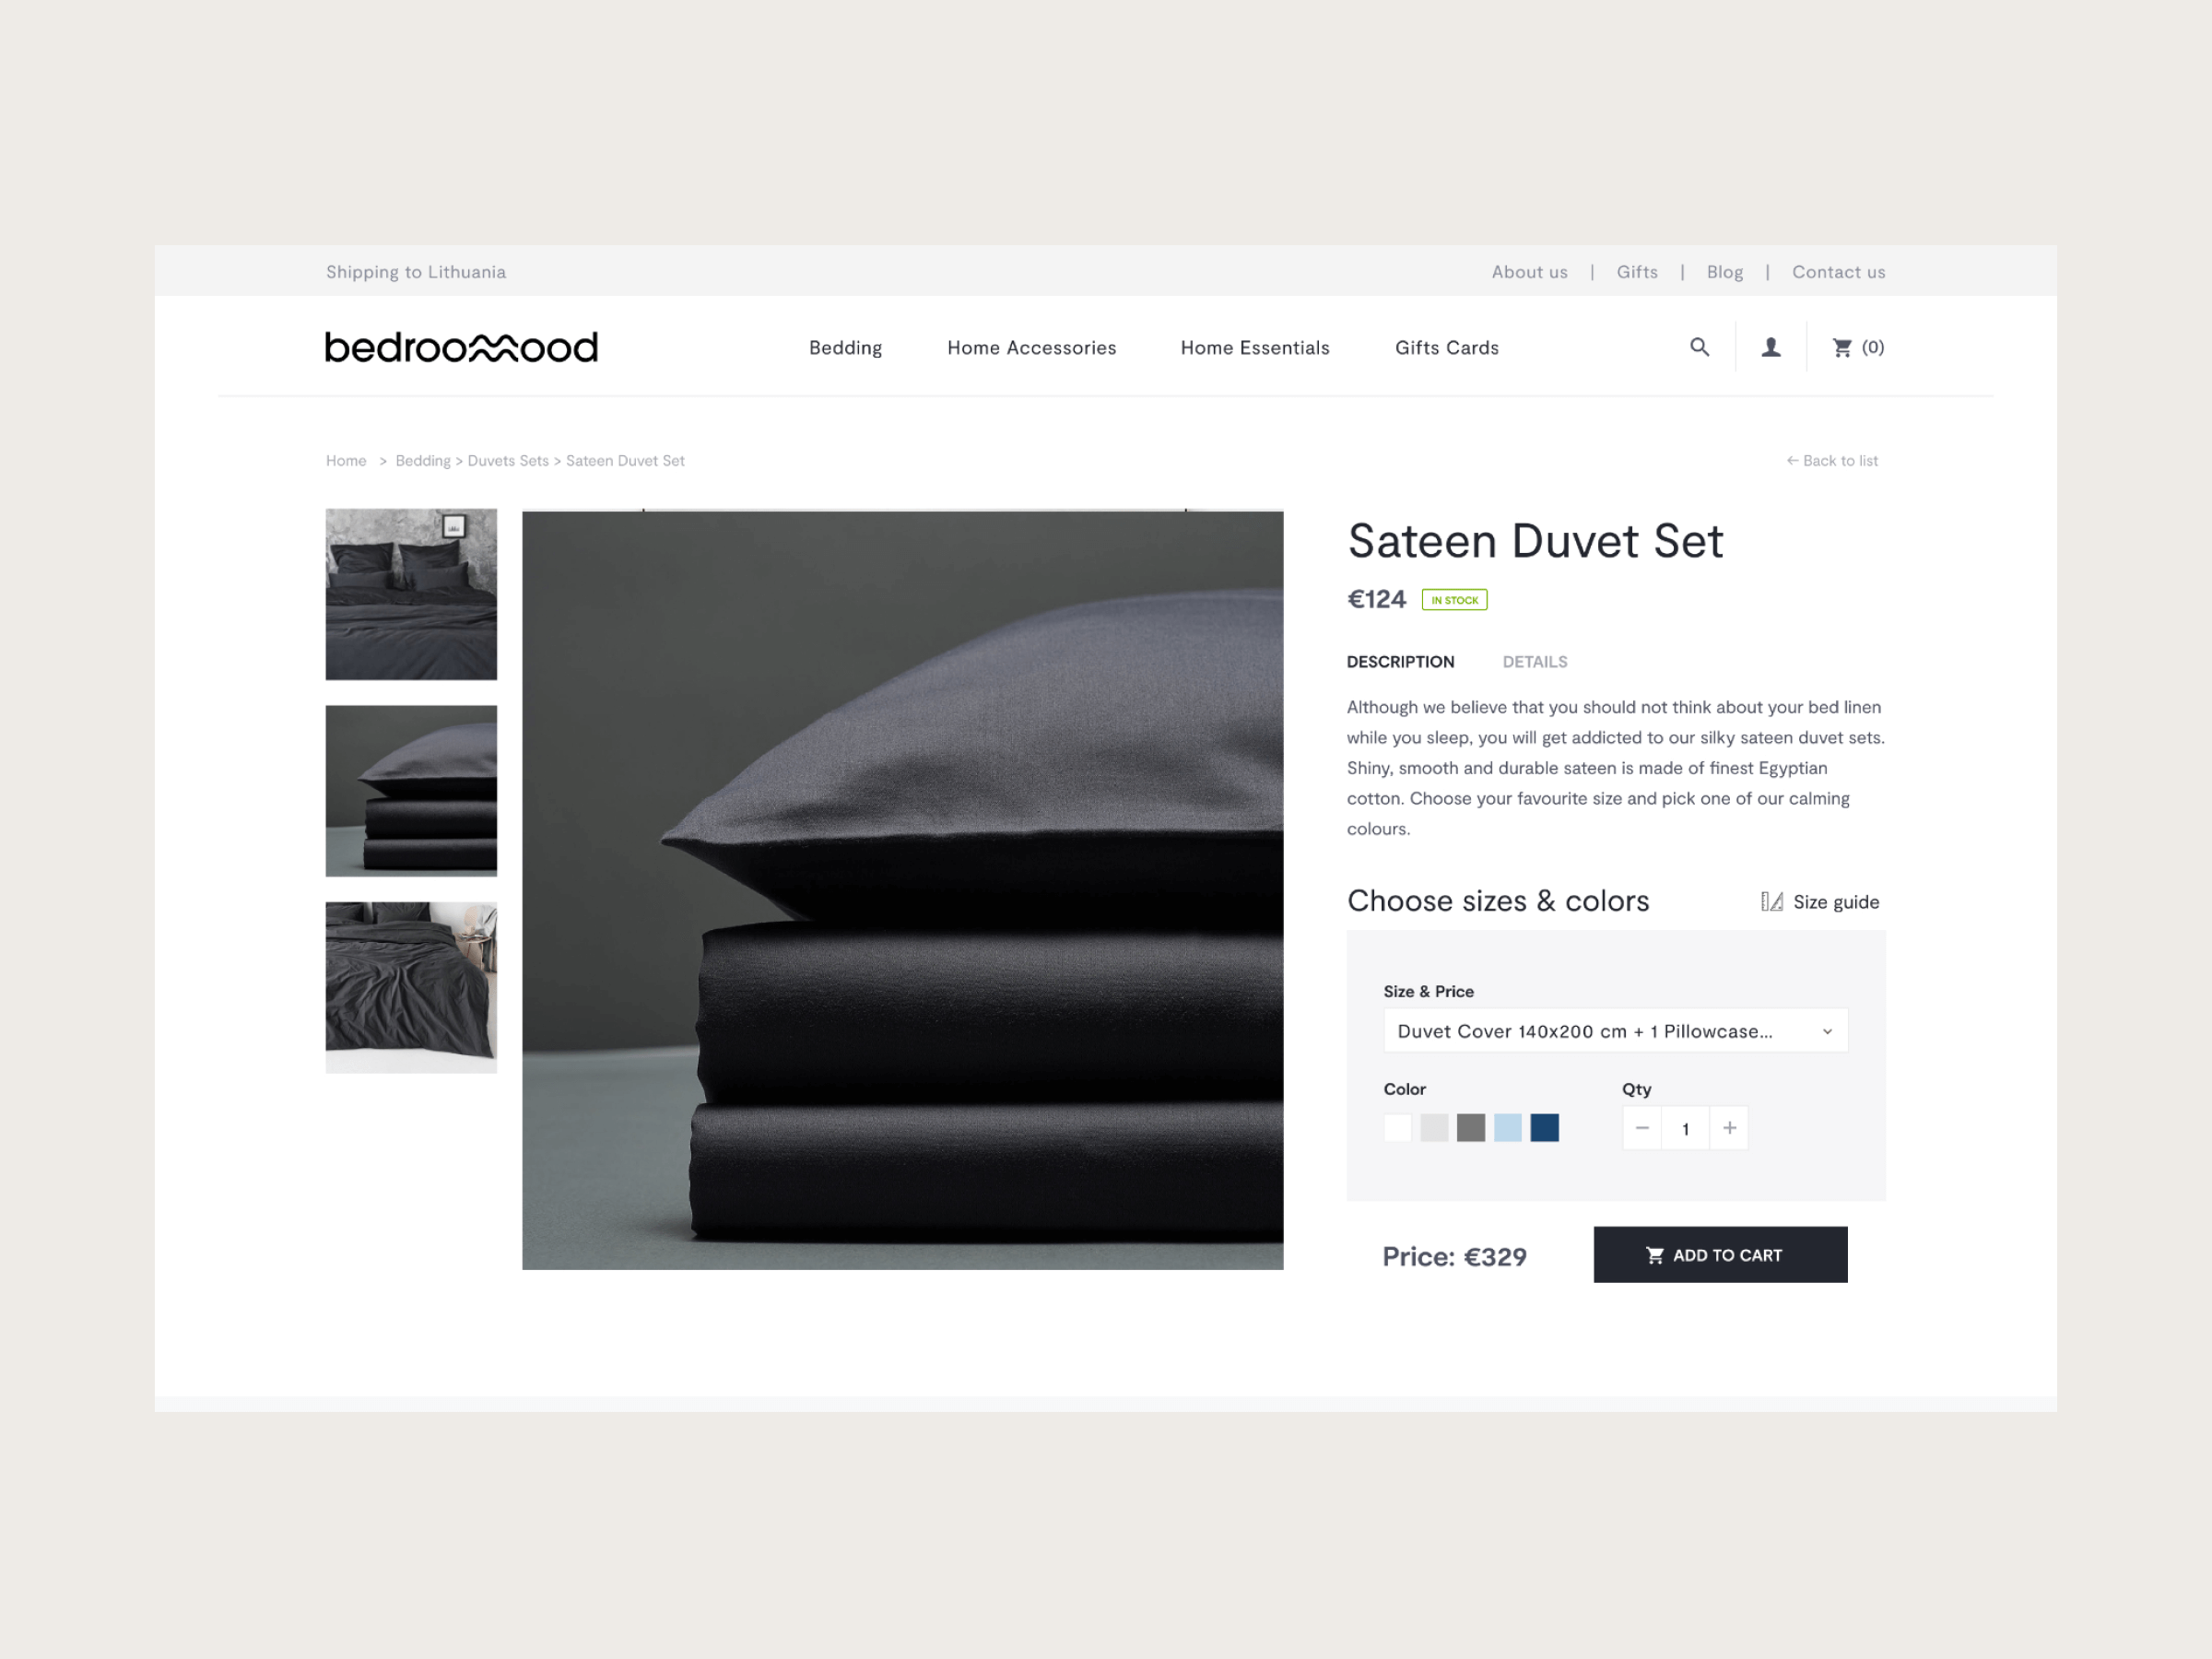 Shipping to Lithuania
About us | Gifts | Blog | Contact us
bedroommood
Bedding Home Accessories Home Essentials Gifts Cards (0)
Home > Bedding > Duvets Sets > Sateen Duvet Set
← Back to list
Sateen Duvet Set
€124 IN STOCK
DESCRIPTION DETAILS
Although we believe that you should not think about your bed linen
while you sleep, you will get addicted to our silky sateen duvet sets.
Shiny, smooth and durable sateen is made of finest Egyptian
cotton. Choose your favourite size and pick one of our calming
colours.
Choose sizes & colors Size guide
Size & Price
Duvet Cover 140x200 cm + 1 Pillowcase...
Color Qty
− 1 +
Price: €329 ADD TO CART